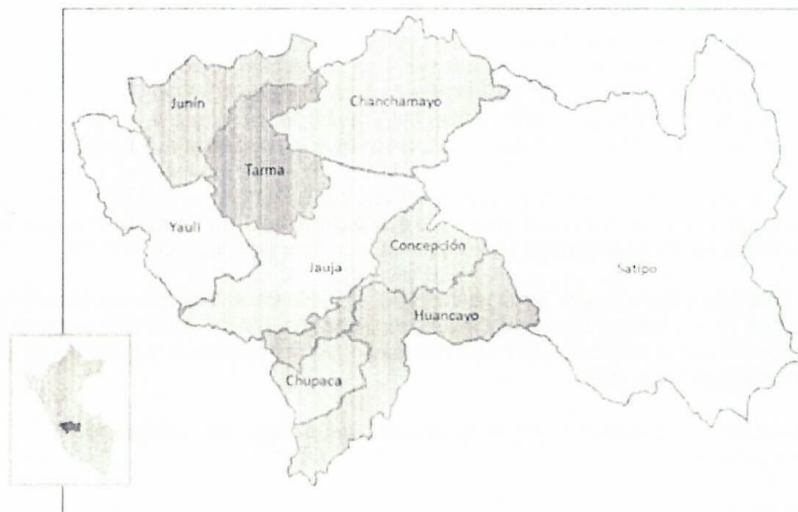 Junín
Chanchamayo
Tarma
Yauli
Concepción
Jauja
Satipo
Huancayo
Chupaca